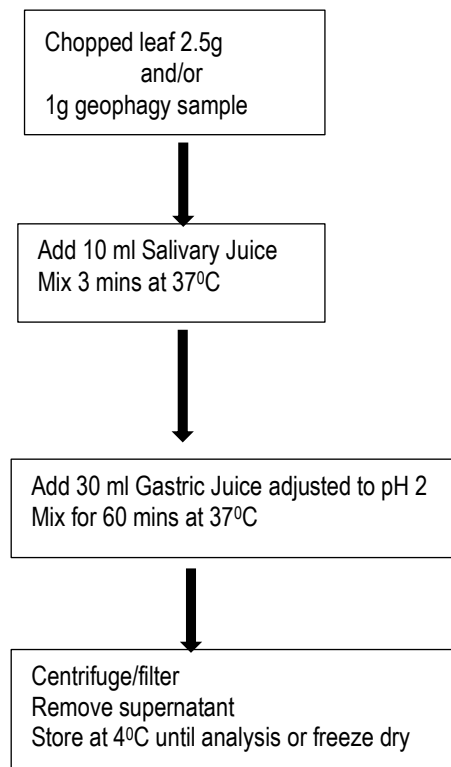 Chopped leaf 2.5g
and/or
1g geophagy sample
Add 10 ml Salivary Juice
Mix 3 mins at 37⁰C
Add 30 ml Gastric Juice adjusted to pH 2
Mix for 60 mins at 37⁰C
Centrifuge/filter
Remove supernatant
Store at 4⁰C until analysis or freeze dry